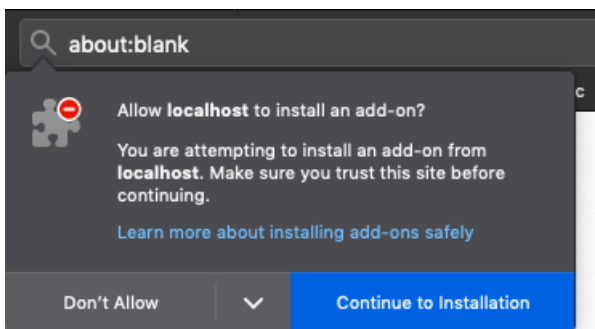 about:blank
c
Allow localhost to install an add-on?
You are attempting to install an add-on from
localhost. Make sure you trust this site before
continuing.
Learn more about installing add-ons safely
Don't Allow
Continue to Installation